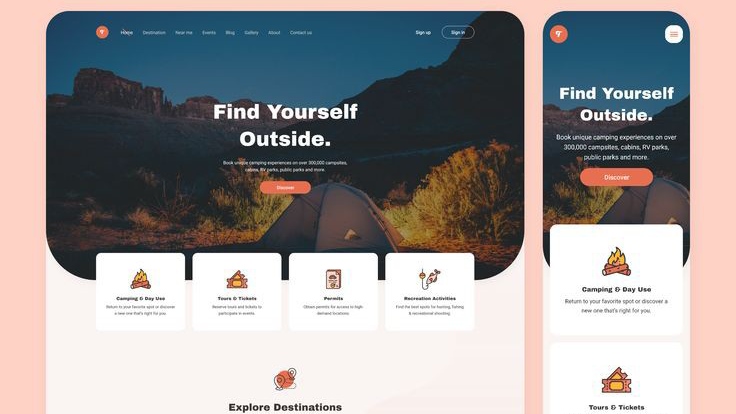 Home Destination Near me Events Blog Gallery About Contact us Sign up Sign in
Find Yourself
Outside.
Book unique camping experiences on over 300,000 campsites,
cabins, RV parks, public parks and more.
Discover
Camping & Day Use
Return to your favorite spot or discover
a new one that's right for you.
Tours & Tickets
Reserve tours and tickets to
participate in events.
Permits
Obtain permits for access to high-
demand locations.
Recreation Activities
Find the best spots for hunting, fishing
& recreational shooting.
Explore Destinations
Find Yourself
Outside.
Book unique camping experiences on over
300,000 campsites, cabins, RV parks,
public parks and more.
Discover
Camping & Day Use
Return to your favorite spot or discover a
new one that's right for you.
Tours & Tickets